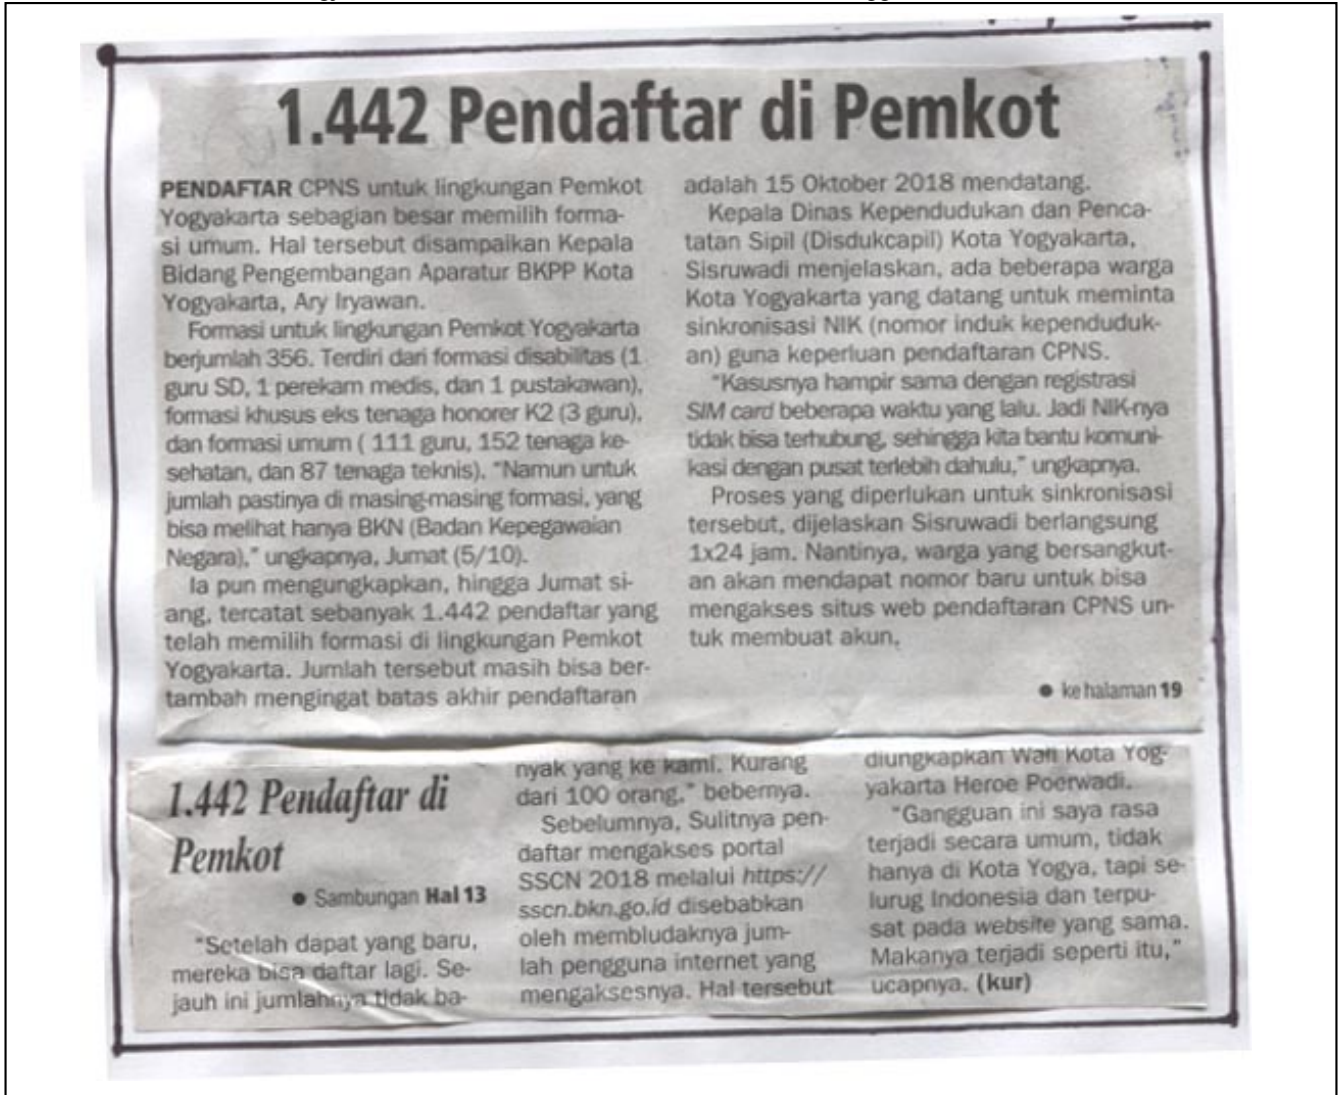 1.442 Pendaftar di Pemkot
PENDAFTAR CPNS untuk lingkungan Pemkot
Yogyakarta sebagian besar memilih forma-
si umum. Hal tersebut disampaikan Kepala
Bidang Pengembangan Aparatur BKPP Kota
Yogyakarta, Ary Iryawan.
Formasi untuk lingkungan Pemkot Yogyakarta
berjumlah 356. Terdiri dari formasi disabilitas (1
guru SD, 1 perekam medis, dan 1 pustakawan),
formasi khusus eks tenaga honorer K2 (3 guru),
dan formasi umum ( 111 guru, 152 tenaga ke-
sehatan, dan 87 tenaga teknis). "Namun untuk
jumlah pastinya di masing-masing formasi, yang
bisa melihat hanya BKN (Badan Kepegawaian
Negara)," ungkapnya, Jumat (5/10).
Ia pun mengungkapkan, hingga Jumat si-
ang, tercatat sebanyak 1.442 pendaftar yang
telah memilih formasi di lingkungan Pemkot
Yogyakarta. Jumlah tersebut masih bisa ber-
tambah mengingat batas akhir pendaftaran
adalah 15 Oktober 2018 mendatang.
Kepala Dinas Kependudukan dan Penca-
tatan Sipil (Disdukcapil) Kota Yogyakarta,
Sisruwadi menjelaskan, ada beberapa warga
Kota Yogyakarta yang datang untuk meminta
sinkronisasi NIK (nomor induk kependuduk-
an) guna keperluan pendaftaran CPNS.
"Kasusnya hampir sama dengan registrasi
SIM card beberapa waktu yang lalu. Jadi NIK-nya
tidak bisa terhubung, sehingga kita bantu komuni-
kasi dengan pusat terlebih dahulu," ungkapnya.
Proses yang diperlukan untuk sinkronisasi
tersebut, dijelaskan Sisruwadi berlangsung
1x24 jam. Nantinya, warga yang bersangkut-
an akan mendapat nomor baru untuk bisa
mengakses situs web pendaftaran CPNS un-
tuk membuat akun.
● ke halaman 19
1.442 Pendaftar di
Pemkot
● Sambungan Hal 13
"Setelah dapat yang baru,
mereka bisa daftar lagi. Se-
jauh ini jumlahnya tidak ba-
nyak yang ke kami. Kurang
dari 100 orang," bebernya.
Sebelumnya, Sulitnya pen-
daftar mengakses portal
SSCN 2018 melalui https://
sscn.bkn.go.id disebabkan
oleh membludaknya jum-
lah pengguna internet yang
mengaksesnya. Hal tersebut
diungkapkan Wali Kota Yog-
yakarta Heroe Poerwadi.
"Gangguan ini saya rasa
terjadi secara umum, tidak
hanya di Kota Yogya, tapi se-
lurug Indonesia dan terpu-
sat pada website yang sama.
Makanya terjadi seperti itu,"
ucapnya. (kur)